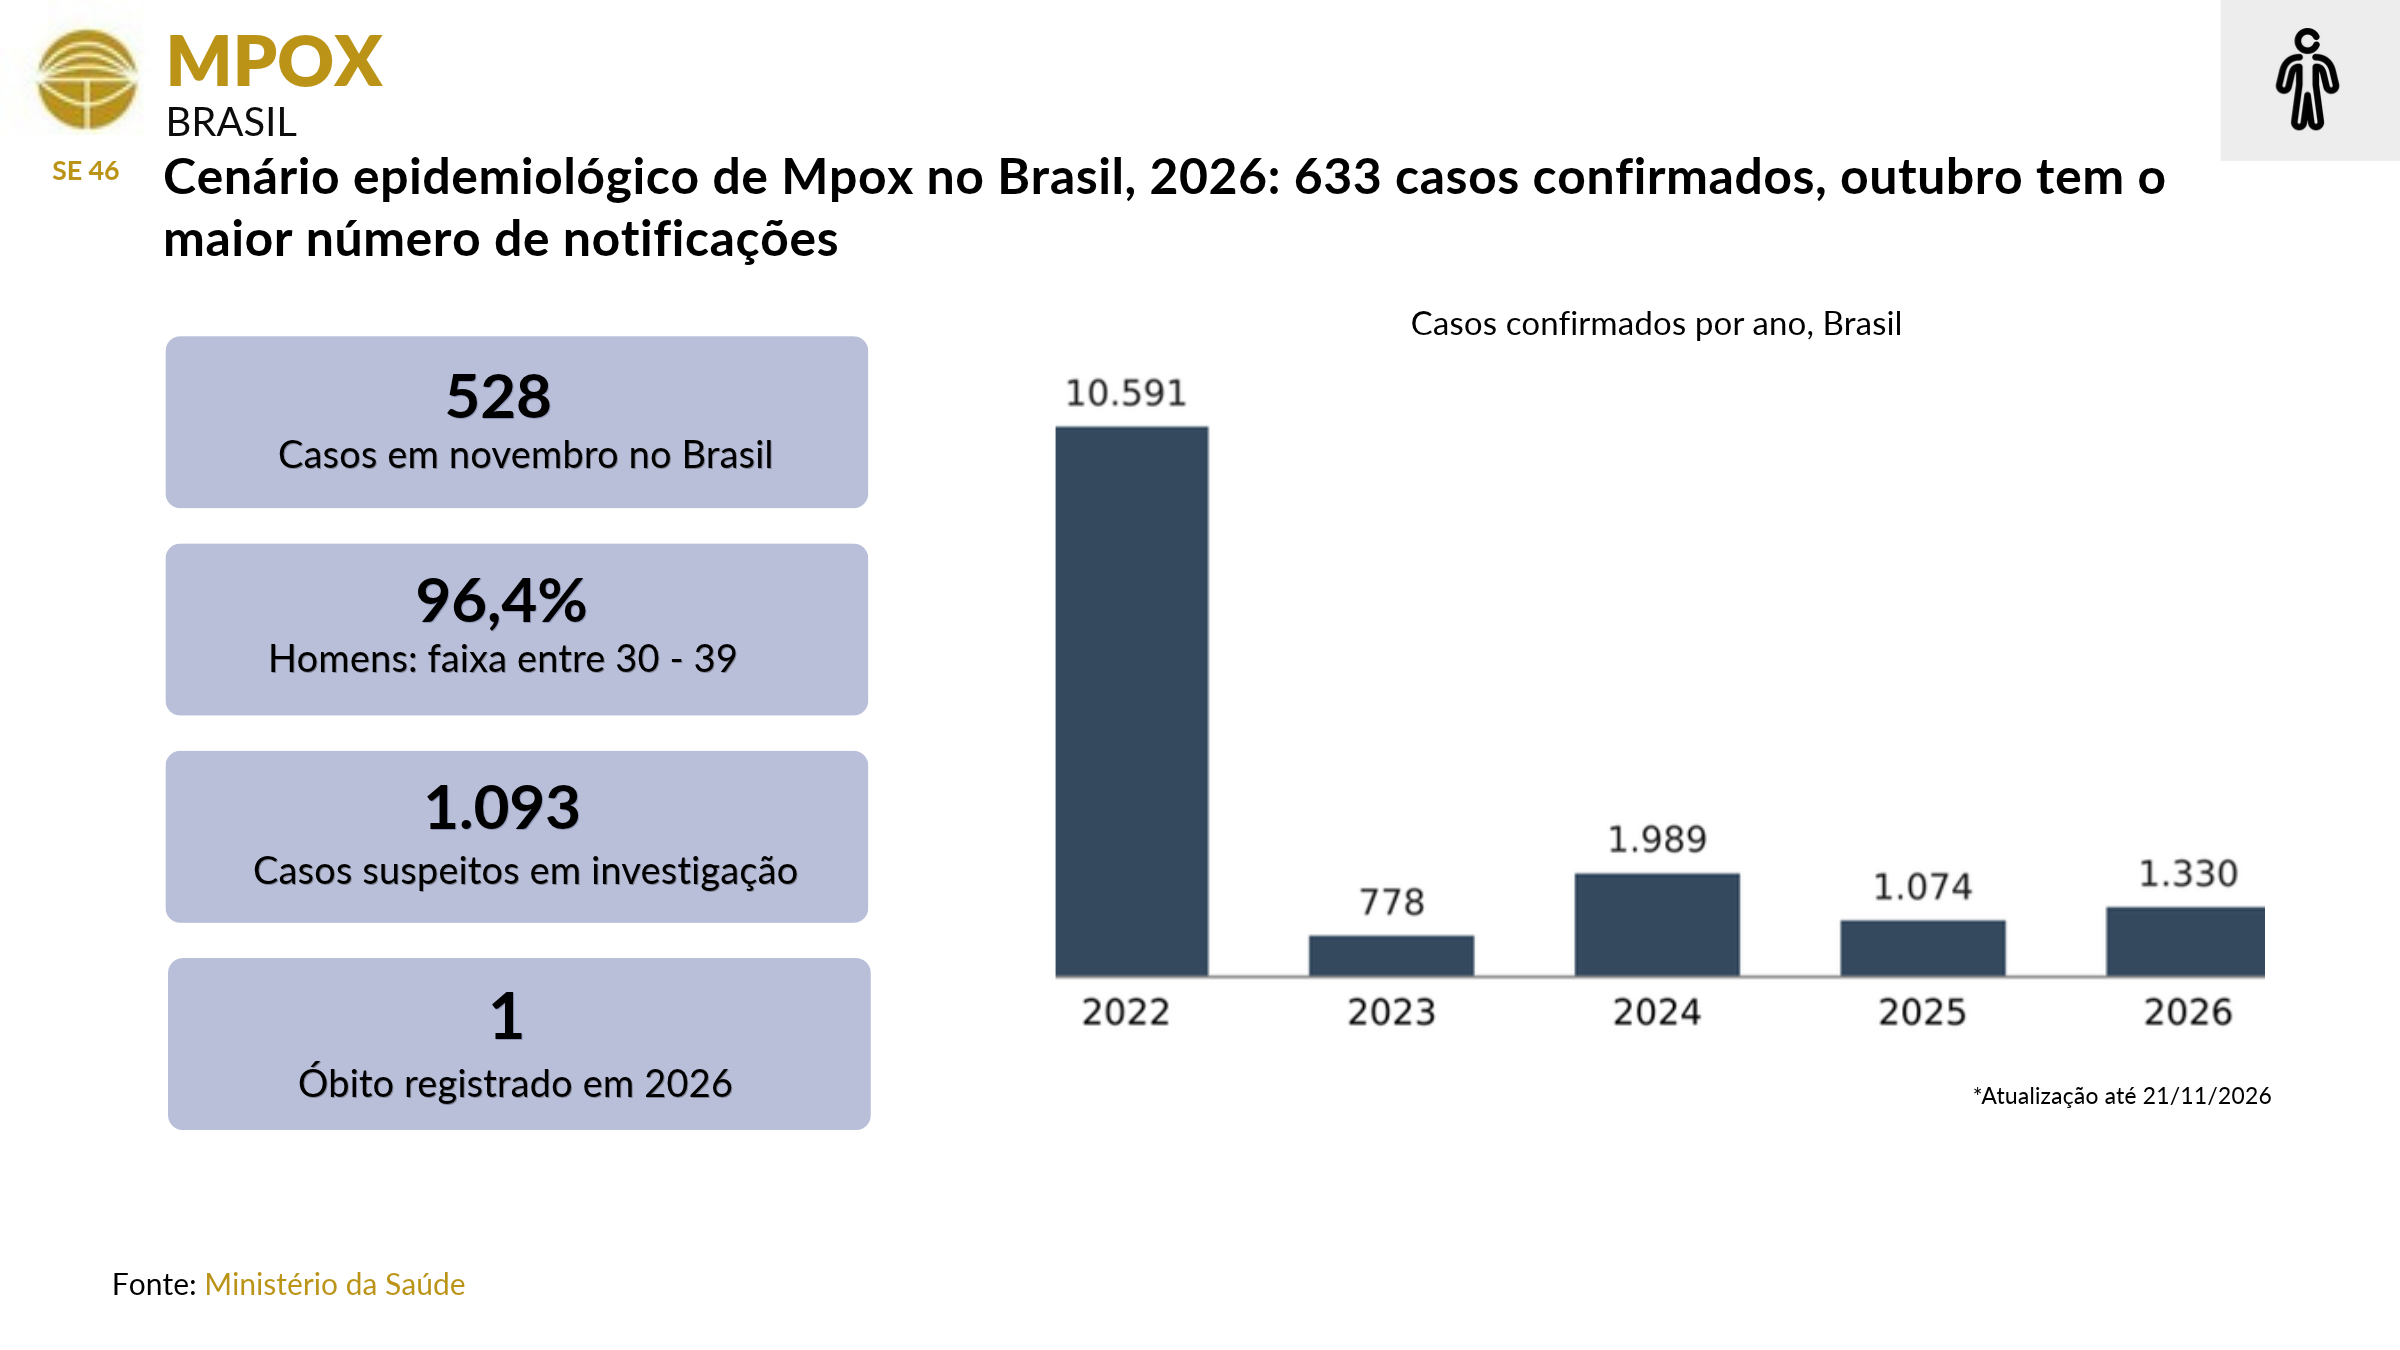 MPOX
BRASIL
SE 46
Cenário epidemiológico de Mpox no Brasil, 2026: 633 casos confirmados, outubro tem o
maior número de notificações
528
Casos em novembro no Brasil
96,4%
Homens: faixa entre 30 - 39
1.093
Casos suspeitos em investigação
1
Óbito registrado em 2026
Casos confirmados por ano, Brasil
10.591
778
1.989
1.074
1.330
2022 2023 2024 2025 2026
*Atualização até 21/11/2026
Fonte: Ministério da Saúde